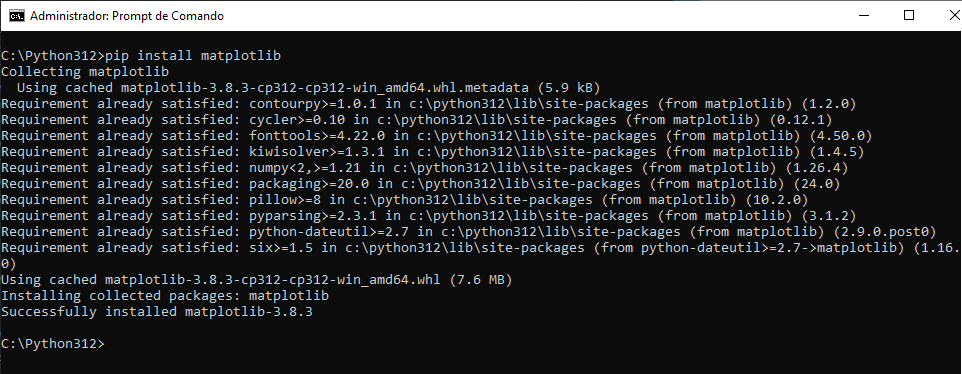 Administrador: Prompt de Comando
C:\Python312>pip install matplotlib
Collecting matplotlib
  Using cached matplotlib-3.8.3-cp312-cp312-win_amd64.whl.metadata (5.9 kB)
Requirement already satisfied: contourpy>=1.0.1 in c:\python312\lib\site-packages (from matplotlib) (1.2.0)
Requirement already satisfied: cycler>=0.10 in c:\python312\lib\site-packages (from matplotlib) (0.12.1)
Requirement already satisfied: fonttools>=4.22.0 in c:\python312\lib\site-packages (from matplotlib) (4.50.0)
Requirement already satisfied: kiwisolver>=1.3.1 in c:\python312\lib\site-packages (from matplotlib) (1.4.5)
Requirement already satisfied: numpy<2,>=1.21 in c:\python312\lib\site-packages (from matplotlib) (1.26.4)
Requirement already satisfied: packaging>=20.0 in c:\python312\lib\site-packages (from matplotlib) (24.0)
Requirement already satisfied: pillow>=8 in c:\python312\lib\site-packages (from matplotlib) (10.2.0)
Requirement already satisfied: pyparsing>=2.3.1 in c:\python312\lib\site-packages (from matplotlib) (3.1.2)
Requirement already satisfied: python-dateutil>=2.7 in c:\python312\lib\site-packages (from matplotlib) (2.9.0.post0)
Requirement already satisfied: six>=1.5 in c:\python312\lib\site-packages (from python-dateutil>=2.7->matplotlib) (1.16.
0)
Using cached matplotlib-3.8.3-cp312-cp312-win_amd64.whl (7.6 MB)
Installing collected packages: matplotlib
Successfully installed matplotlib-3.8.3
C:\Python312>